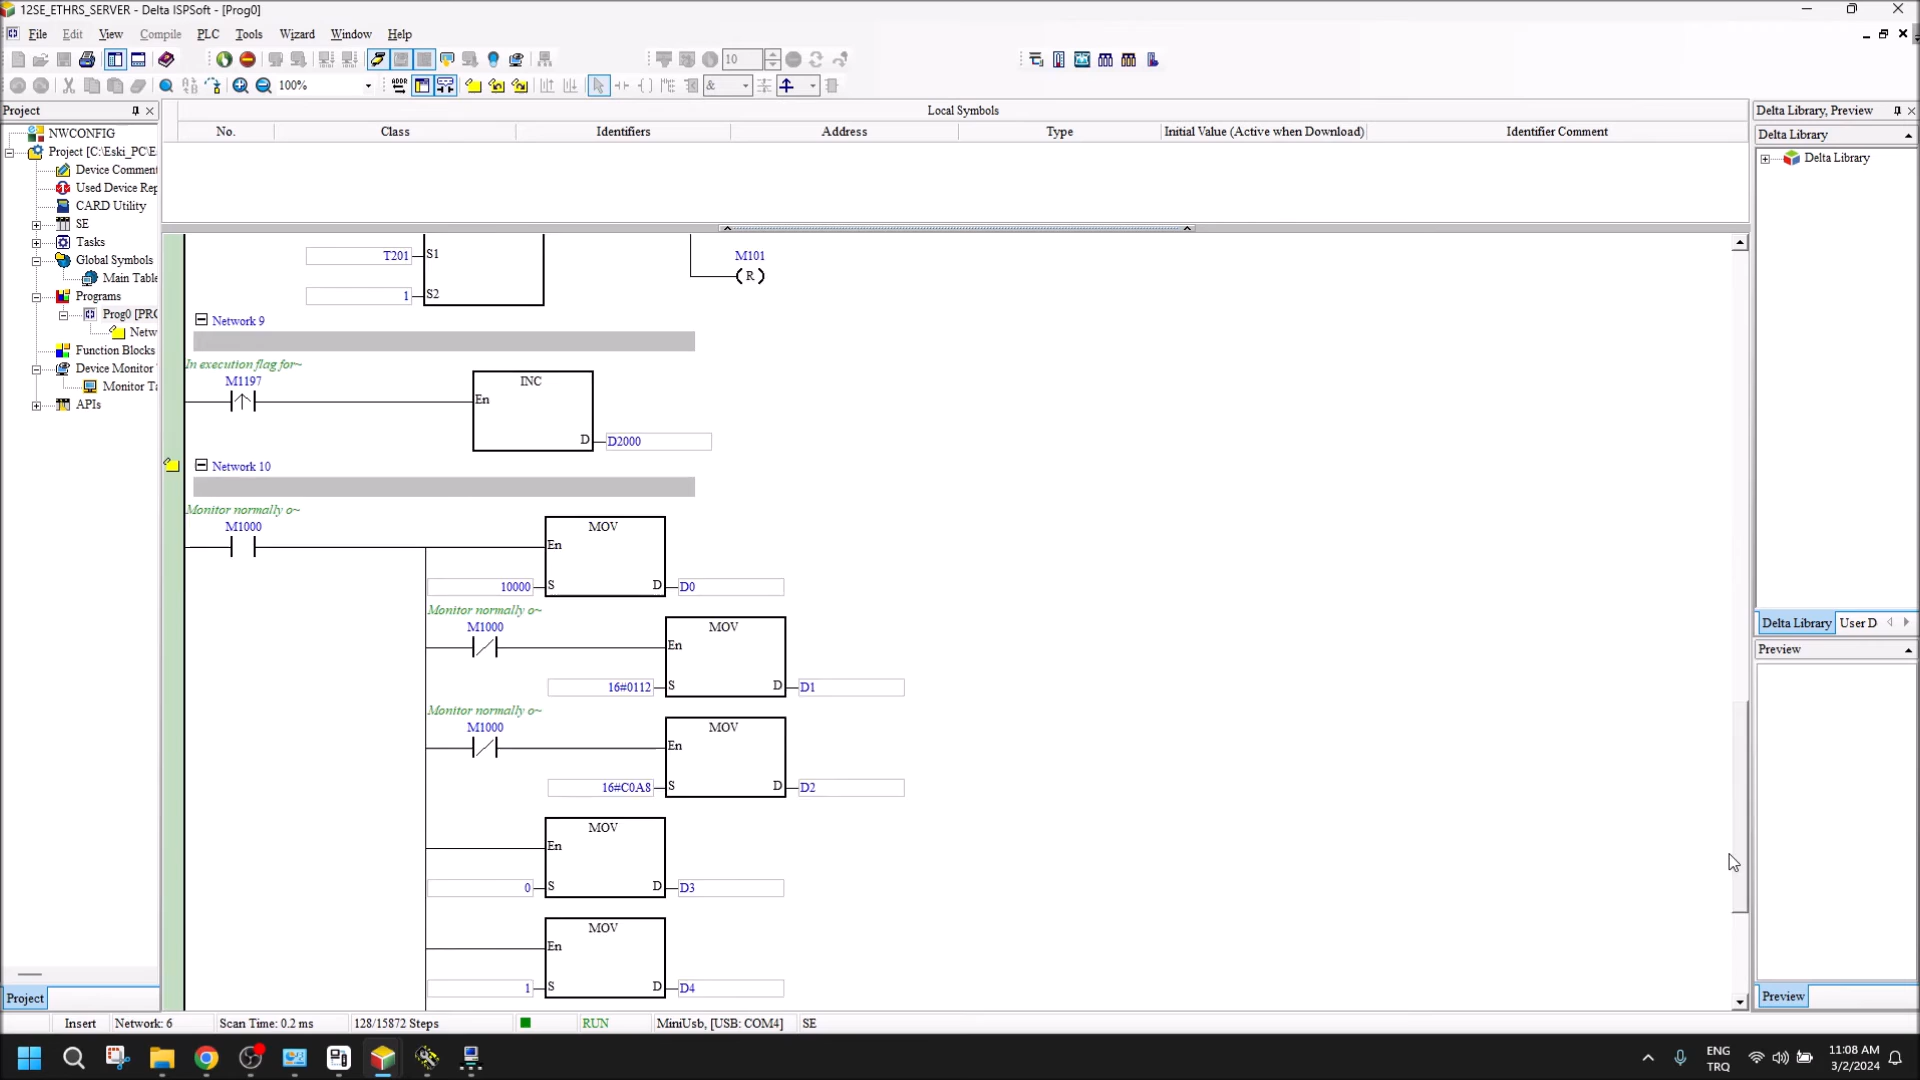 12SE_ETHRS_SERVER - Delta ISPSoft - [Prog0]
File Edit View Compile PLC Tools Wizard Window Help
10
100%
&
Project
NWCONFIG
Project [C:\Eski_PC\E
Device Commen
Used Device Rep
CARD Utility
SE
Tasks
Global Symbols
Main Table
Programs
Prog0 [PRG
Netw
Function Blocks
Device Monitor
Monitor Ta
APIs
Project
Local Symbols
No. Class Identifiers Address Type Initial Value (Active when Download) Identifier Comment
T201 S1
1 S2
M101
( R )
Network 9
In execution flag for~
M1197
INC
En
D D2000
Network 10
Monitor normally o~
M1000
MOV
En
10000 S D D0
Monitor normally o~
M1000
MOV
En
16#0112 S D D1
Monitor normally o~
M1000
MOV
En
16#C0A8 S D D2
MOV
En
0 S D D3
MOV
En
1 S D D4
Delta Library, Preview
Delta Library
Delta Library
Delta Library User D
Preview
Preview
Insert Network: 6 Scan Time: 0.2 ms 128/15872 Steps RUN MiniUsb, [USB: COM4] SE
ENG
TRQ
11:08 AM
3/2/2024